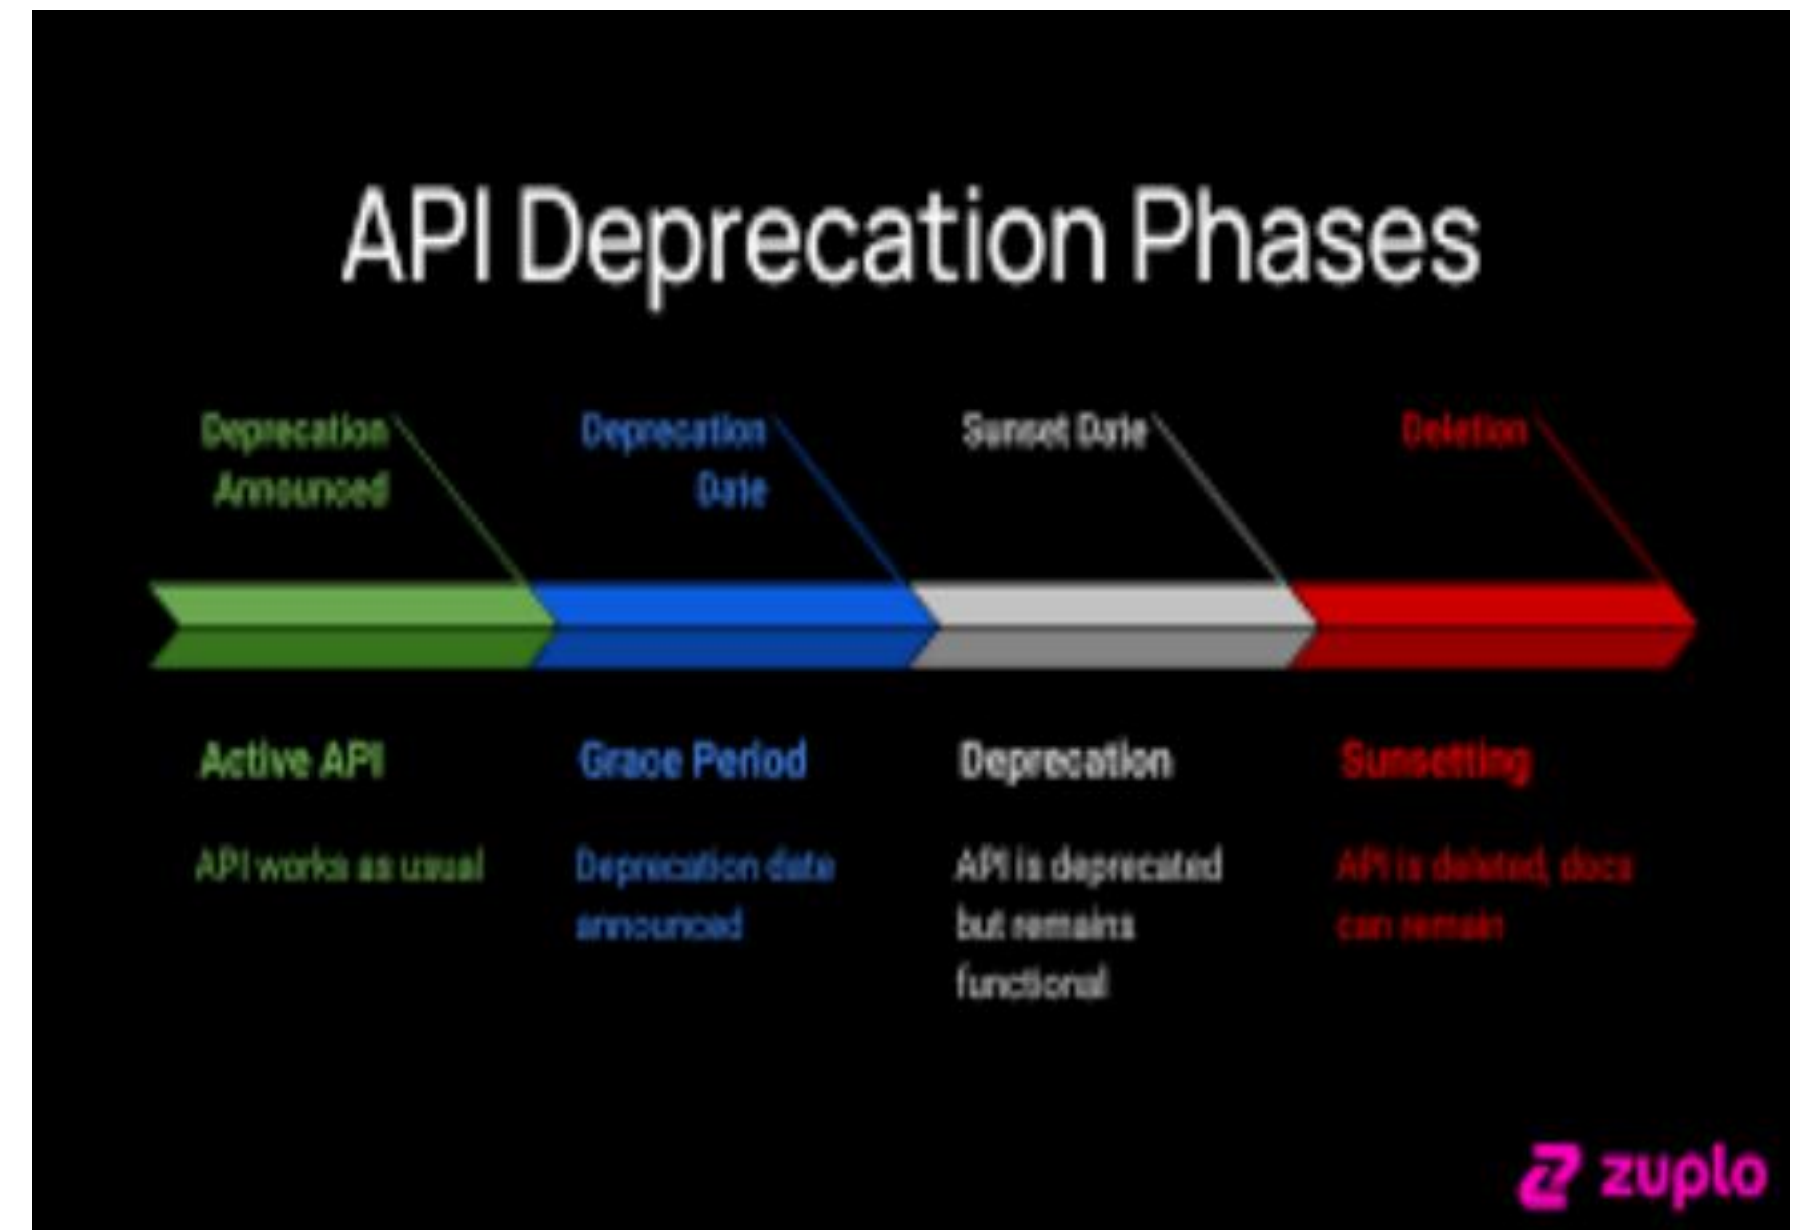 API Deprecation Phases
Deprecation
Announced
Deprecation
Date
Sunset Date
Deletion
Active API
Grace Period
Deprecation
Sunsetting
API works as usual
Deprecation date
announced
API is deprecated
but remains
functional
API is deleted, docs
can remain
zuplo